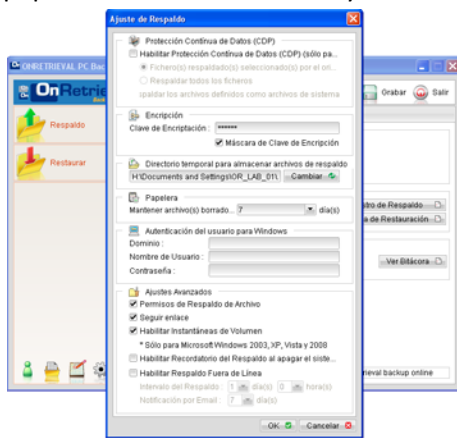 Ajuste de Respaldo
Protección Contínua de Datos (CDP)
Habilitar Protección Contínua de Datos (CDP) (sólo pa...
Fichero(s) respaldado(s) seleccionado(s) por el ori...
Respaldar todos los ficheros
spaldar los archivos definidos como archivos de sistema
Encripción
Clave de Encriptación : ******
Máscara de Clave de Encripción
Directorio temporal para almacenar archivos de respaldo
H:\Documents and Settings\OR_LAB_01\ Cambiar
Papelera
Mantener archivo(s) borrado... 7 día(s)
Autenticación del usuario para Windows
Dominio :
Nombre de Usuario :
Contraseña :
Ajustes Avanzados
Permisos de Respaldo de Archivo
Seguir enlace
Habilitar Instantáneas de Volumen
* Sólo para Microsoft Windows 2003, XP, Vista y 2008
Habilitar Recordatorio del Respaldo al apagar el siste...
Habilitar Respaldo Fuera de Línea
Intervalo del Respaldo : 1 día(s) 0 hora(s)
Notificación por Email : 7 día(s)
OK Cancelar
OnRETRIEVAL PC Bac
OnRetrie
Respaldo
Restaurar
Grabar Salir
stro de Respaldo
a de Restauración
Ver Bitácora
neval backup online